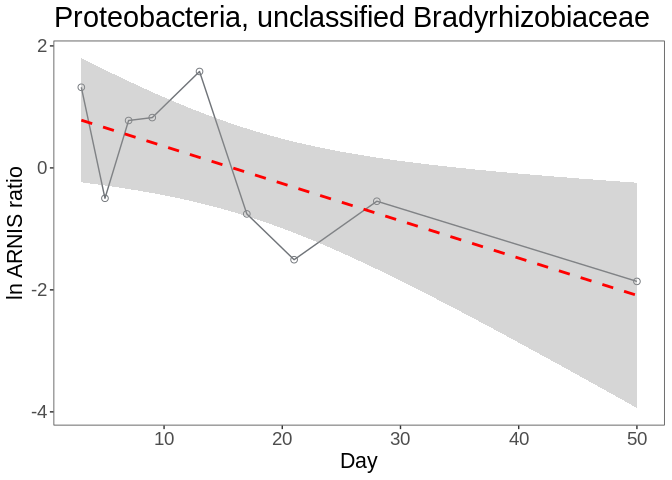 Proteobacteria, unclassified Bradyrhizobiaceae
2
0
-2
-4
ln ARNIS ratio
10 20 30 40 50
Day